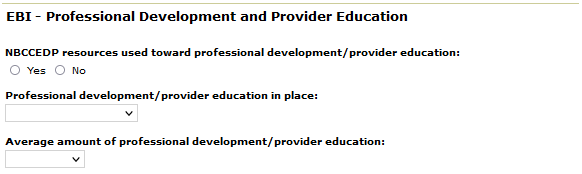 EBI - Professional Development and Provider Education
NBCCEDP resources used toward professional development/provider education:
Yes No
Professional development/provider education in place:
Average amount of professional development/provider education: